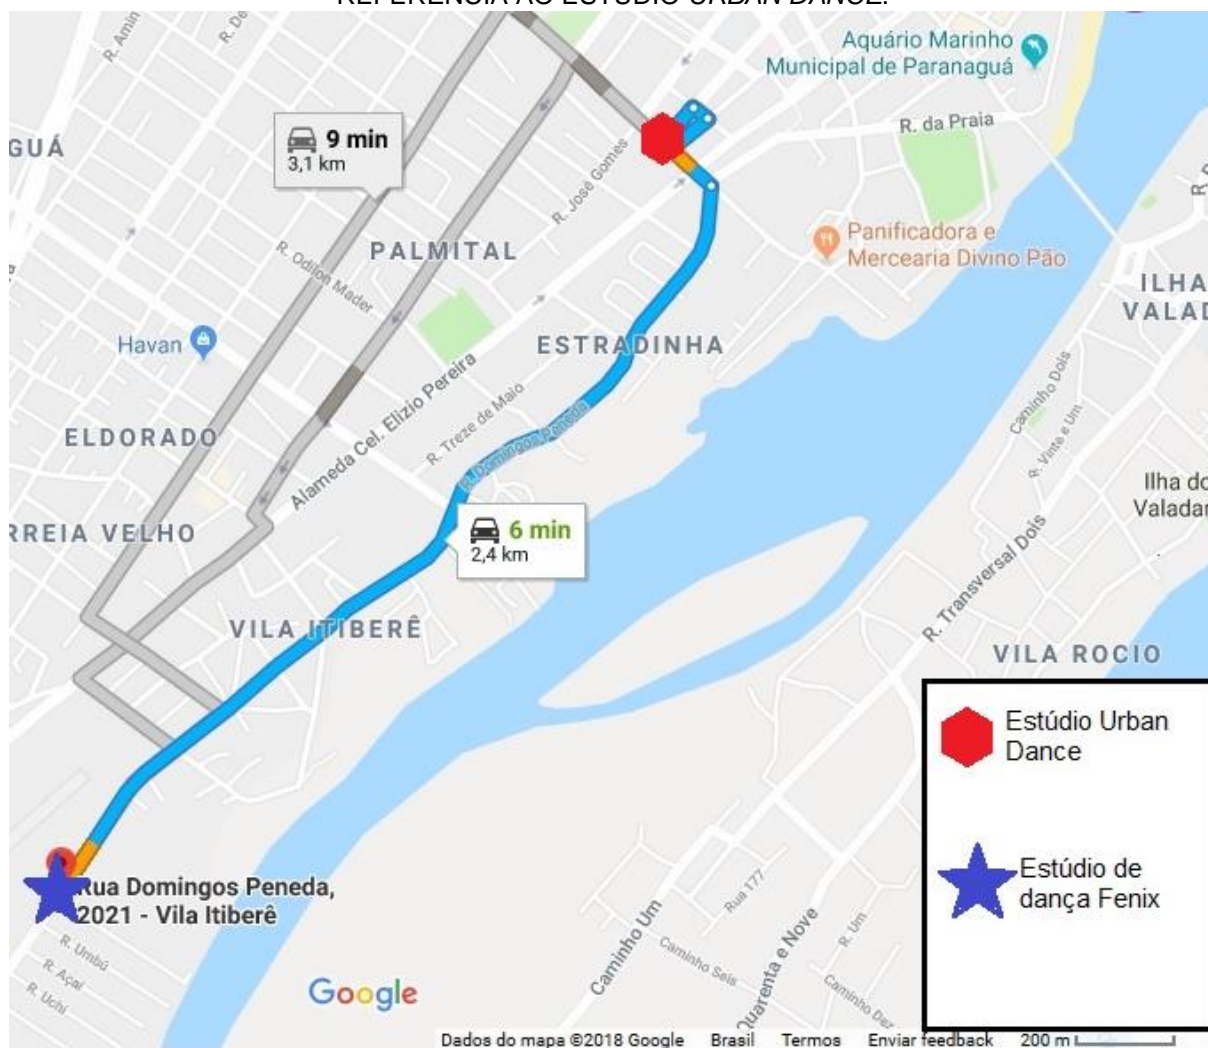 REFERÊNCIA AO ESTÚDIO URBAN DANCE.
R. Amin
R. De
Aquário Marinho
Municipal de Paranaguá
R. da Praia
9 min
3,1 km
GUÁ
R. José Gomes
PALMITAL
R. Odilon Mader
Panificadora e
Mercearia Divino Pão
ILHA
VALAD
Havan
ESTRADINHA
Alameda Cel. Elizio Pereira
R. Treze de Maio
R. Domingos Peneda
Caminho Dois
R. Vinte e Um
ELDORADO
Ilha do
Valadar
RREIA VELHO
6 min
2,4 km
R. Transversal Dois
VILA ITIBERÊ
VILA ROCIO
Estúdio Urban
Dance
Estúdio de
dança Fenix
Rua Domingos Peneda,
2021 - Vila Itiberê
R. Umbú
R. Açaí
R. Uchi
Rua 177
Caminho Um
Caminho Seis
Quarenta e Nove
R. Um
Caminho Dez
Google
Dados do mapa ©2018 Google Brasil Termos Enviar feedback 200 m